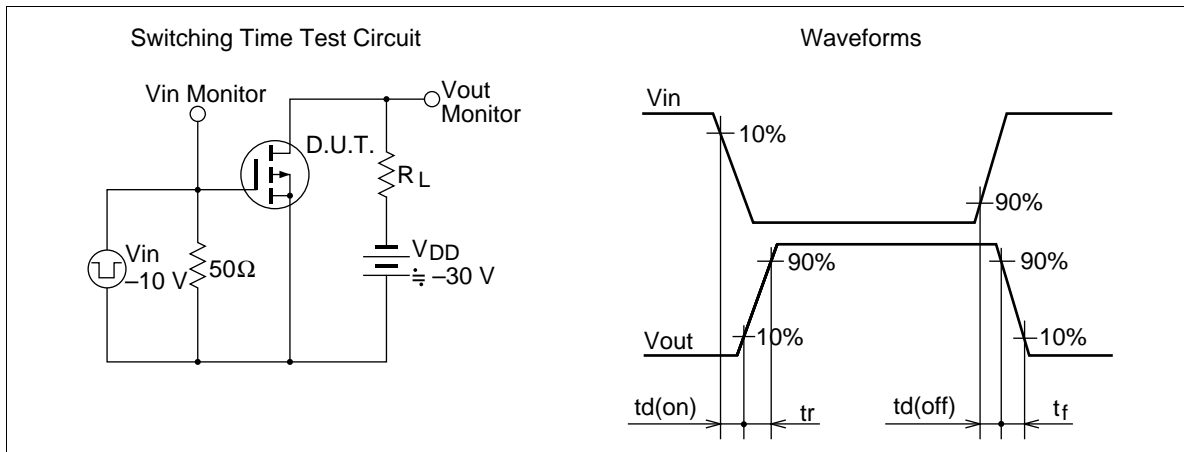 Switching Time Test Circuit
Vin Monitor
Vout
Monitor
D.U.T.
RL
Vin
–10 V
50Ω
VDD
≒ –30 V
Waveforms
Vin
10%
90%
90%
90%
Vout
10%
10%
td(on)
tr
td(off)
tf